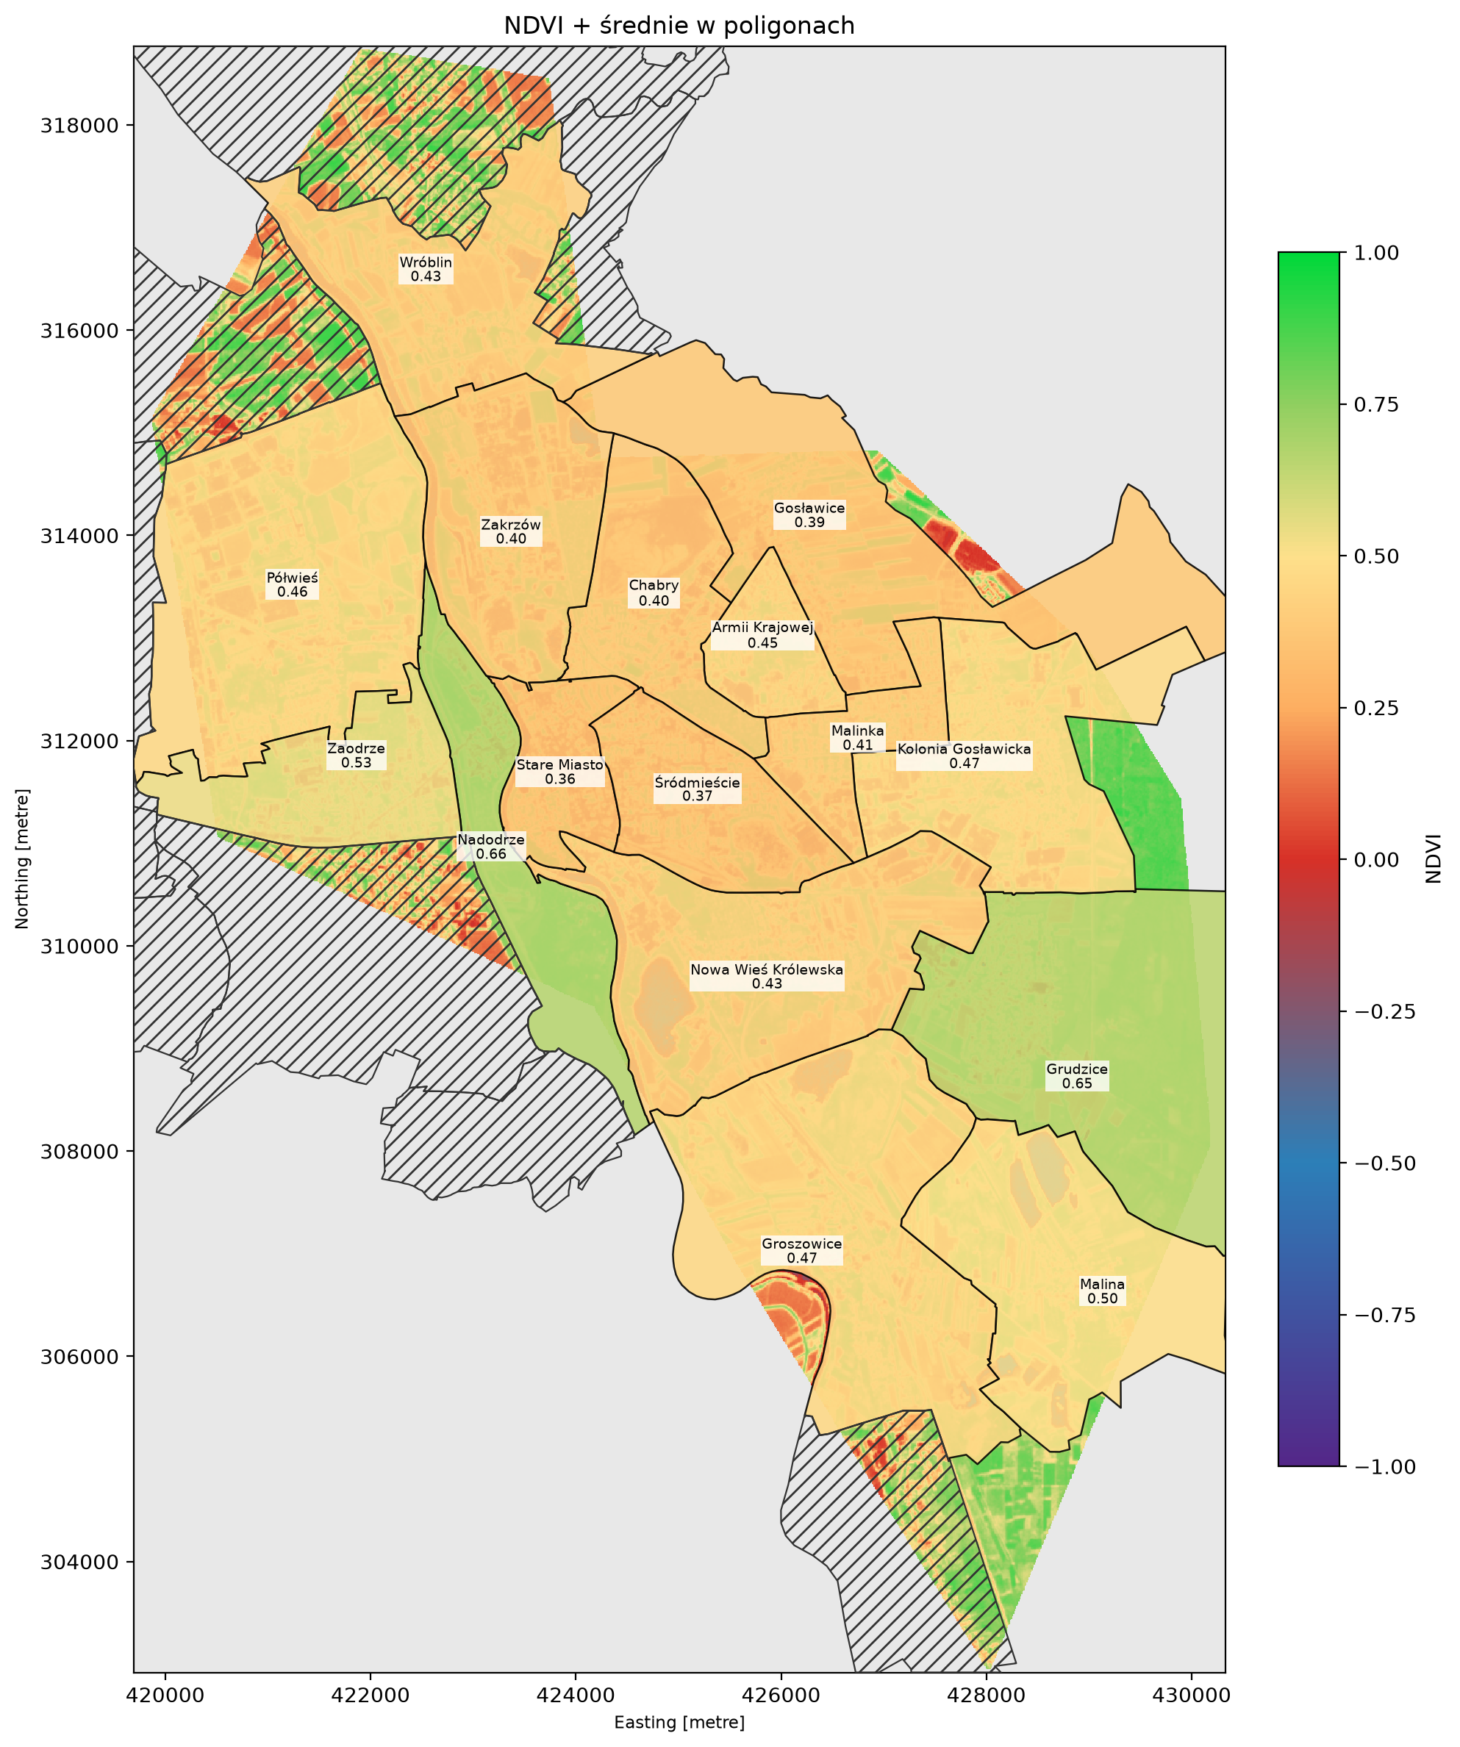 NDVI + średnie w poligonach
318000
316000
314000
312000
310000
308000
306000
304000
Northing [metre]
420000
422000
424000
426000
428000
430000
Easting [metre]
Wróblin
0.43
Zakrzów
0.40
Gosławice
0.39
Półwieś
0.46
Chabry
0.40
Armii Krajowej
0.45
Malinka
0.41
Kolonia Gosławicka
0.47
Zaodrze
0.53
Stare Miasto
0.36
Śródmieście
0.37
Nadodrze
0.66
Nowa Wieś Królewska
0.43
Grudzice
0.65
Groszowice
0.47
Malina
0.50
1.00
0.75
0.50
0.25
0.00
−0.25
−0.50
−0.75
−1.00
NDVI